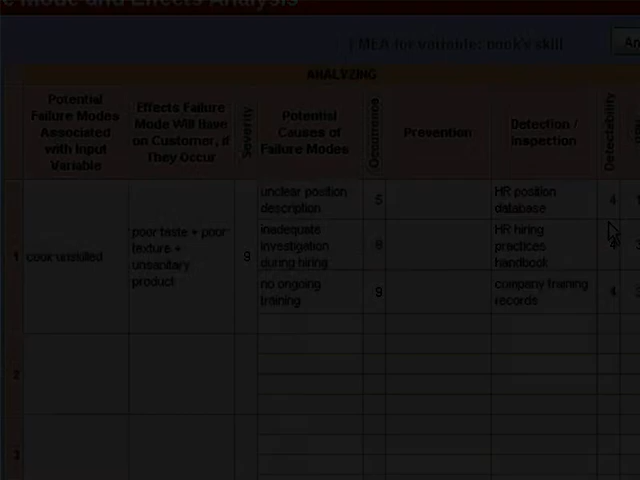 e Mode and Effects Analysis
MEA for variable: cook's skill
An
ANALYZING
Potential
Failure Modes
Associated
with Input
Variable
Effects Failure
Mode Will Have
on Customer, if
They Occur
Severity
Potential
Causes of
Failure Modes
Occurrence
Prevention
Detection /
Inspection
Detectability
1
cook unskilled
poor taste + poor
texture +
unsanitary
product
9
unclear position
description
5
HR position
database
4
inadequate
investigation
during hiring
8
HR hiring
practices
handbook
no ongoing
training
9
company training
records
4
2
3